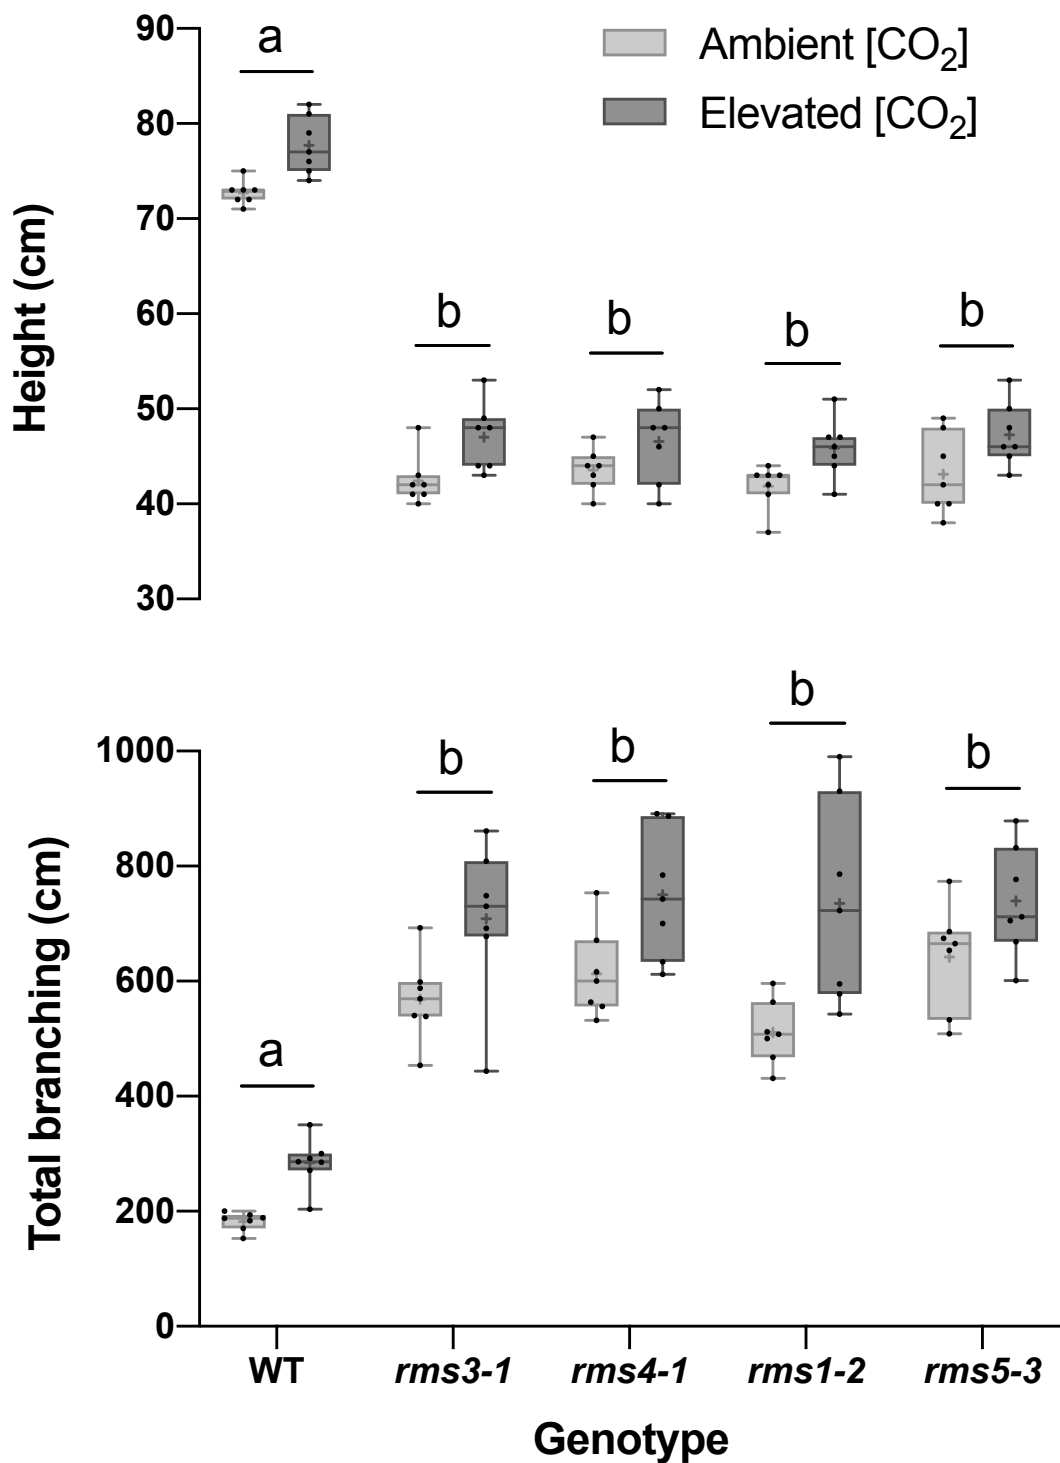 Ambient [CO₂]
Elevated [CO₂]
Height (cm)
90
80
70
60
50
40
30
a
b
b
b
b
Total branching (cm)
1000
800
600
400
200
0
a
b
b
b
b
WT
rms3-1
rms4-1
rms1-2
rms5-3
Genotype